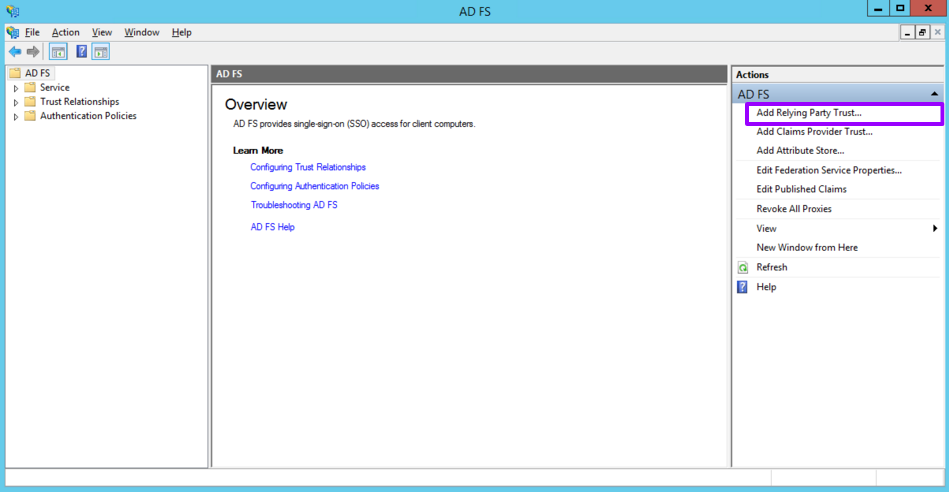 AD FS
File Action View Window Help
AD FS
Service
Trust Relationships
Authentication Policies
AD FS
Overview
AD FS provides single-sign-on (SSO) access for client computers.
Learn More
Configuring Trust Relationships
Configuring Authentication Policies
Troubleshooting AD FS
AD FS Help
Actions
AD FS
Add Relying Party Trust...
Add Claims Provider Trust...
Add Attribute Store...
Edit Federation Service Properties...
Edit Published Claims
Revoke All Proxies
View
New Window from Here
Refresh
Help